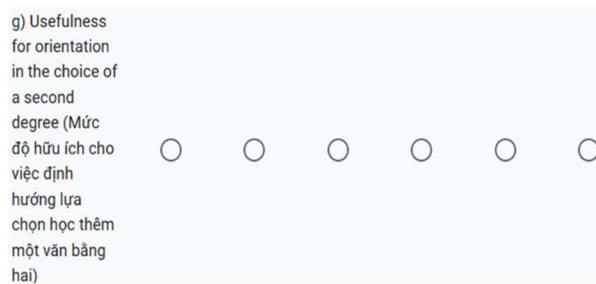 g) Usefulness
for orientation
in the choice of
a second
degree (Mức
độ hữu ích cho
việc định
hướng lựa
chọn học thêm
một văn bằng
hai)